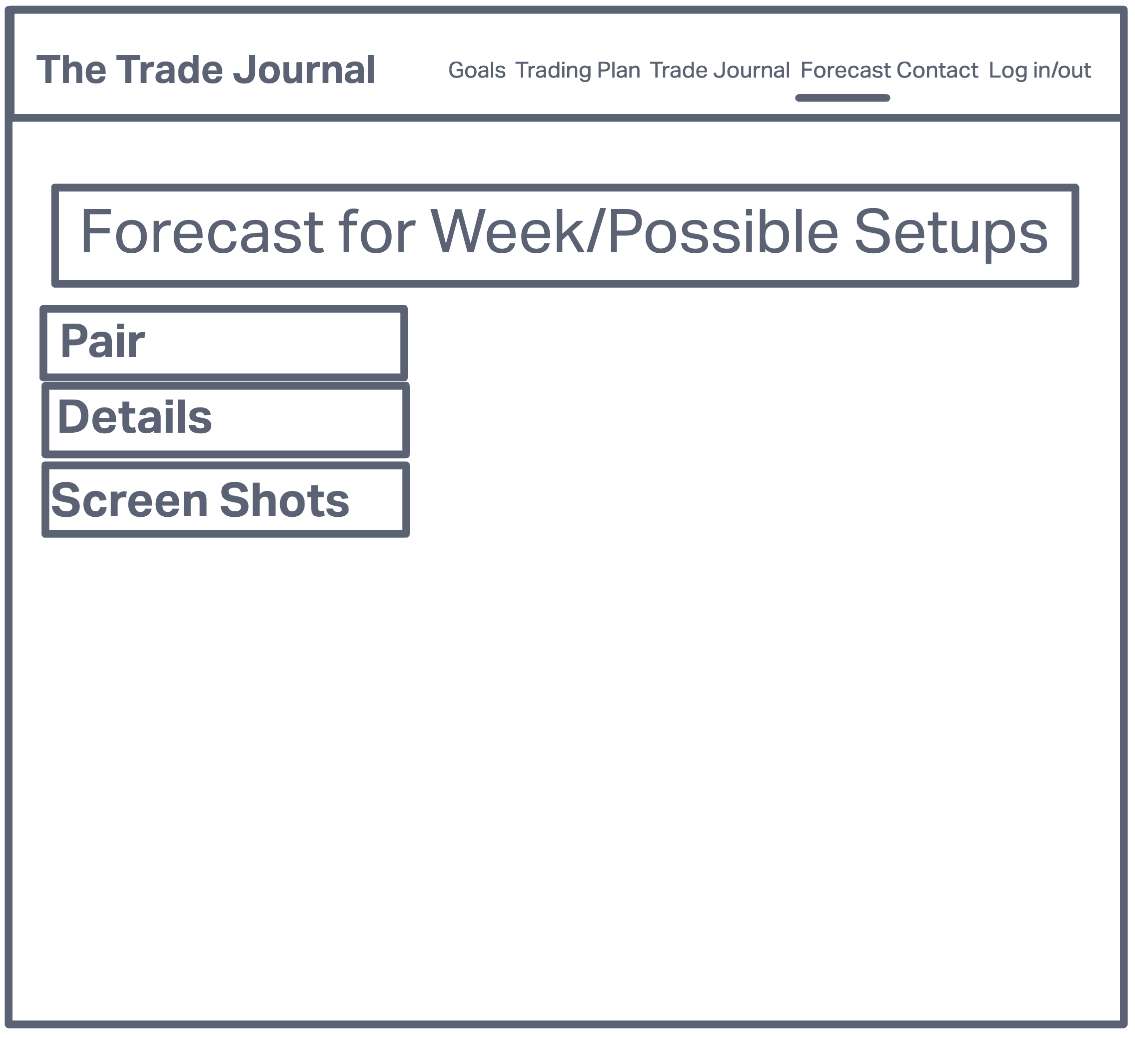 The Trade Journal
Goals Trading Plan Trade Journal Forecast Contact Log in/out
Forecast for Week/Possible Setups
Pair
Details
Screen Shots